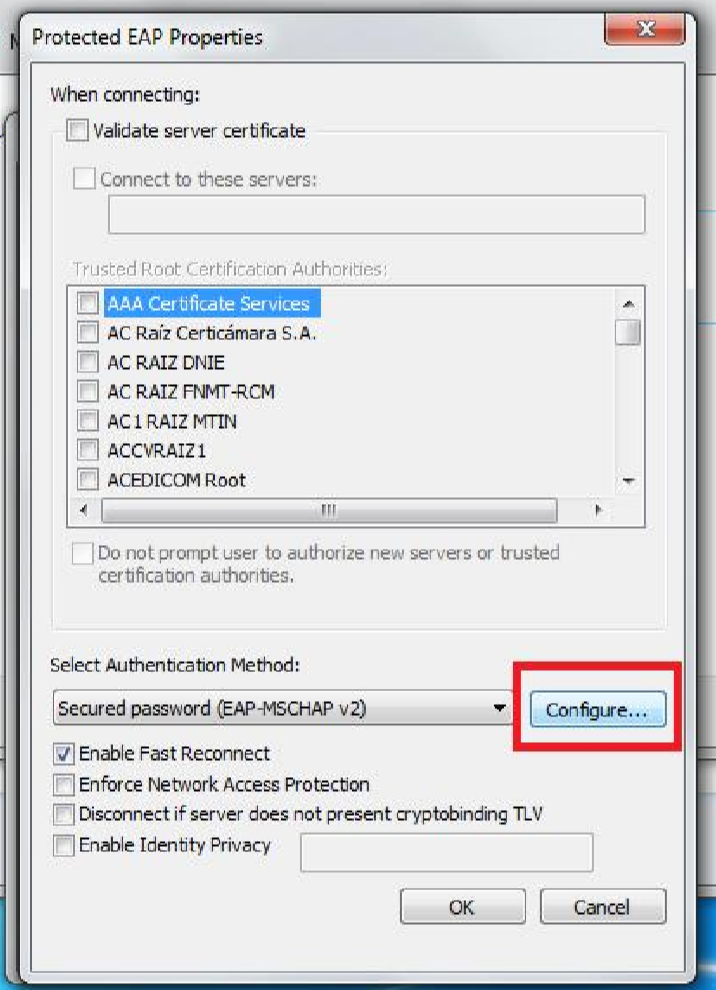 Protected EAP Properties
When connecting:
Validate server certificate
Connect to these servers:
Trusted Root Certification Authorities:
AAA Certificate Services
AC Raíz Certicámara S.A.
AC RAIZ DNIE
AC RAIZ FNMT-RCM
AC1 RAIZ MTIN
ACCVRAIZ1
ACEDICOM Root
Do not prompt user to authorize new servers or trusted
certification authorities.
Select Authentication Method:
Secured password (EAP-MSCHAP v2)
Configure...
Enable Fast Reconnect
Enforce Network Access Protection
Disconnect if server does not present cryptobinding TLV
Enable Identity Privacy
OK
Cancel